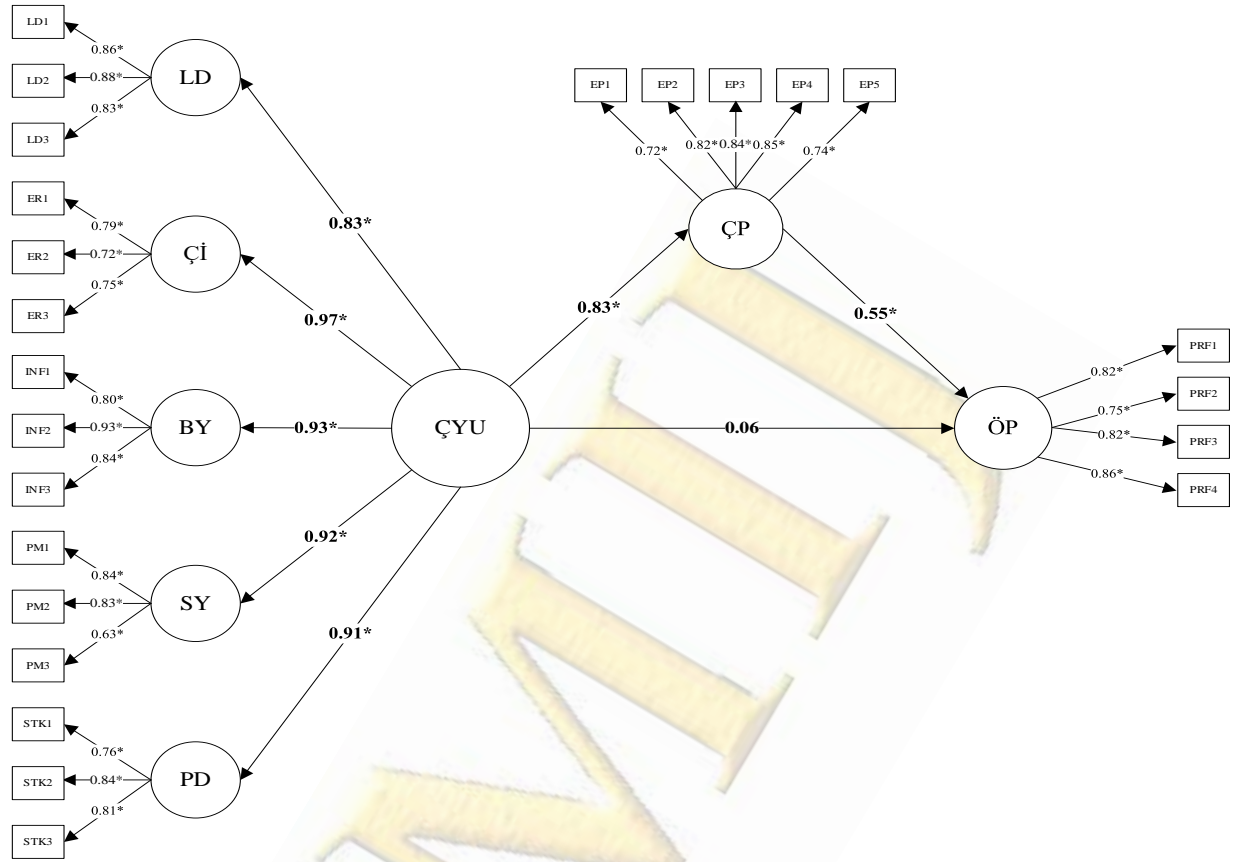 LD1
LD2
LD3
0.86*
0.88*
0.83*
LD
ER1
ER2
ER3
0.79*
0.72*
0.75*
Çİ
INF1
INF2
INF3
0.80*
0.93*
0.84*
BY
PM1
PM2
PM3
0.84*
0.83*
0.63*
SY
STK1
STK2
STK3
0.76*
0.84*
0.81*
PD
0.83*
0.97*
0.93*
0.92*
0.91*
ÇYU
0.83*
0.06
EP1 EP2 EP3 EP4 EP5
0.72* 0.82* 0.84* 0.85* 0.74*
ÇP
0.55*
ÖP
0.82*
0.75*
0.82*
0.86*
PRF1
PRF2
PRF3
PRF4